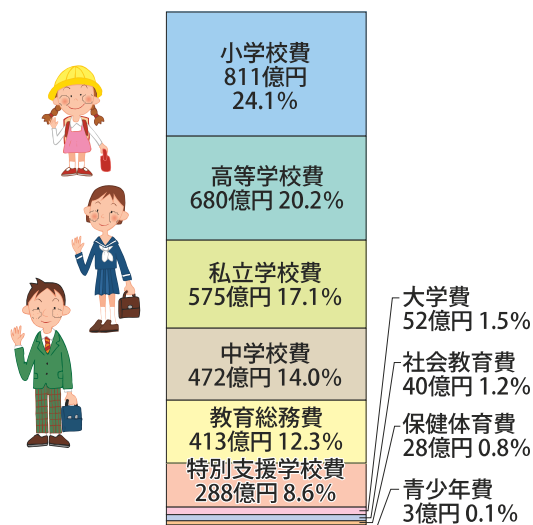 小学校費
811億円
24.1%
高等学校費
680億円 20.2%
私立学校費
575億円 17.1%
中学校費
472億円 14.0%
教育総務費
413億円 12.3%
特別支援学校費
288億円 8.6%
大学費
52億円 1.5%
社会教育費
40億円 1.2%
保健体育費
28億円 0.8%
青少年費
3億円 0.1%